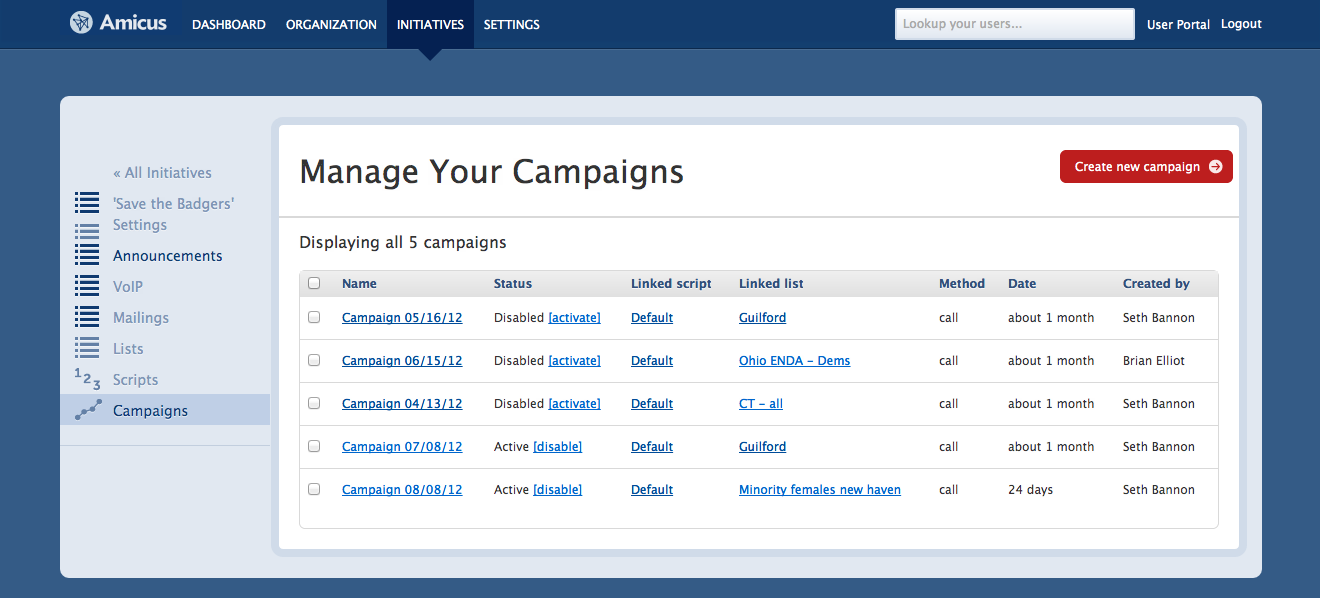 Amicus DASHBOARD ORGANIZATION INITIATIVES SETTINGS Lookup your users... User Portal Logout
« All Initiatives
'Save the Badgers'
Settings
Announcements
VoIP
Mailings
Lists
123 Scripts
Campaigns
Manage Your Campaigns
Create new campaign
Displaying all 5 campaigns
Name Status Linked script Linked list Method Date Created by
Campaign 05/16/12 Disabled [activate] Default Guilford call about 1 month Seth Bannon
Campaign 06/15/12 Disabled [activate] Default Ohio ENDA – Dems call about 1 month Brian Elliot
Campaign 04/13/12 Disabled [activate] Default CT – all call about 1 month Seth Bannon
Campaign 07/08/12 Active [disable] Default Guilford call about 1 month Seth Bannon
Campaign 08/08/12 Active [disable] Default Minority females new haven call 24 days Seth Bannon